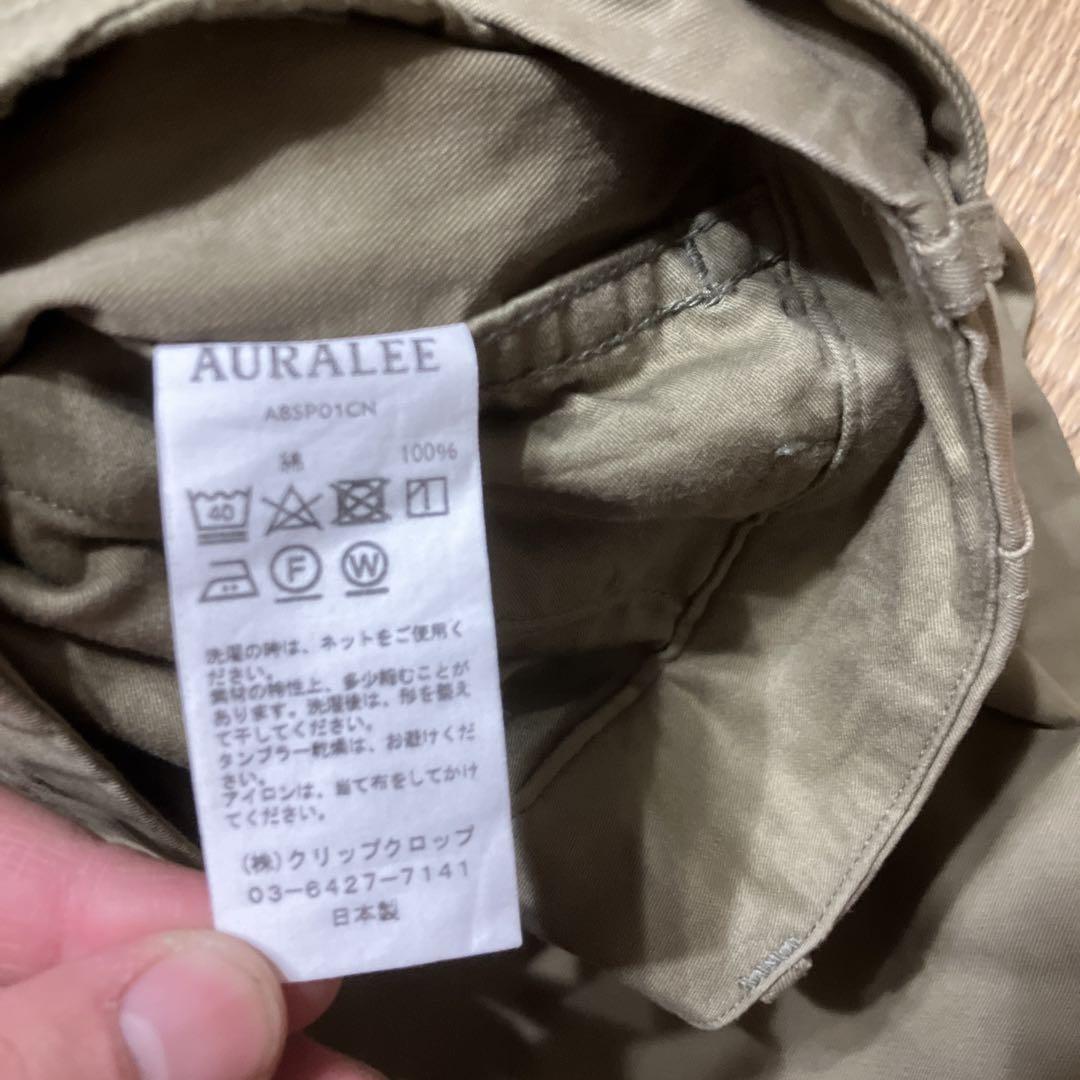 AURALEE
A8SP01CN
綿 100%
40
F W
洗濯の時は、ネットをご使用く
ださい。
素材の特性上、多少縮むことが
あります。洗濯後は、形を整え
て干してください。
タンブラー乾燥は、お避けくだ
さい。
アイロンは、当て布をしてかけ
てください。
(株)クリップクロップ
03-6427-7141
日本製